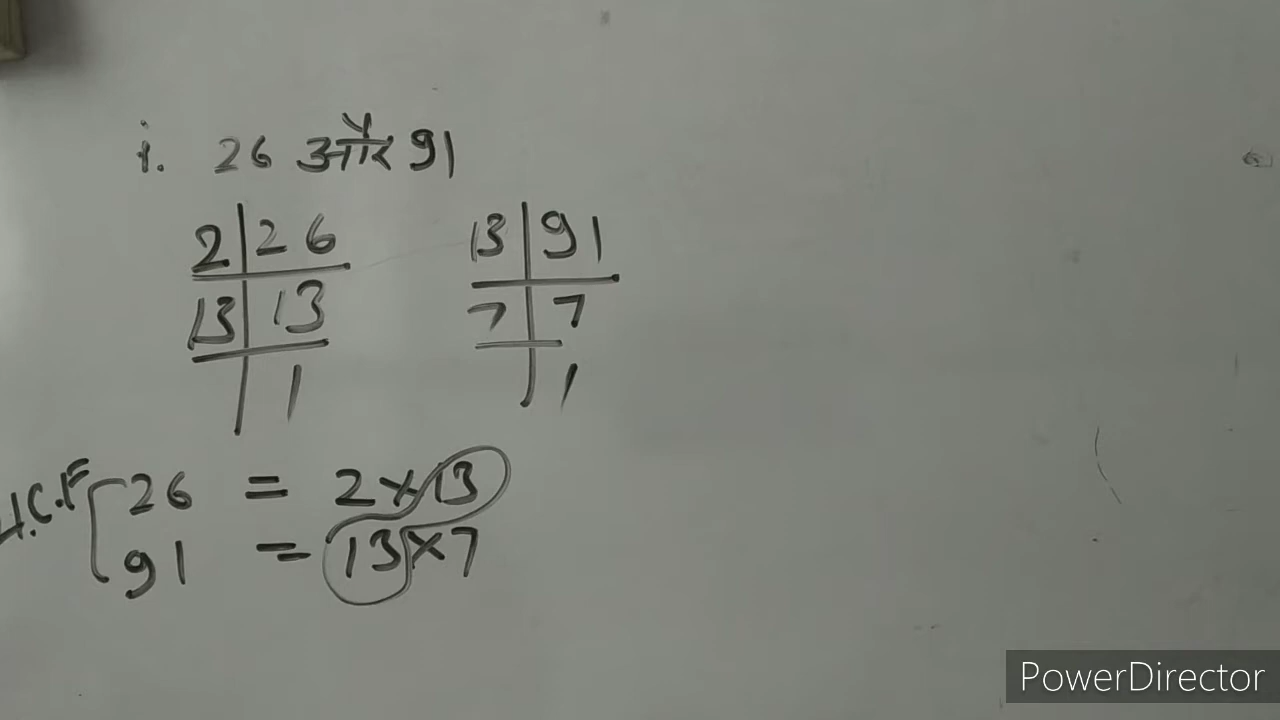 i. 26 और 91
2 26 13 91
13 13 7 7
1 1
H.C.F 26 = 2×13
91 = 13×7
PowerDirector